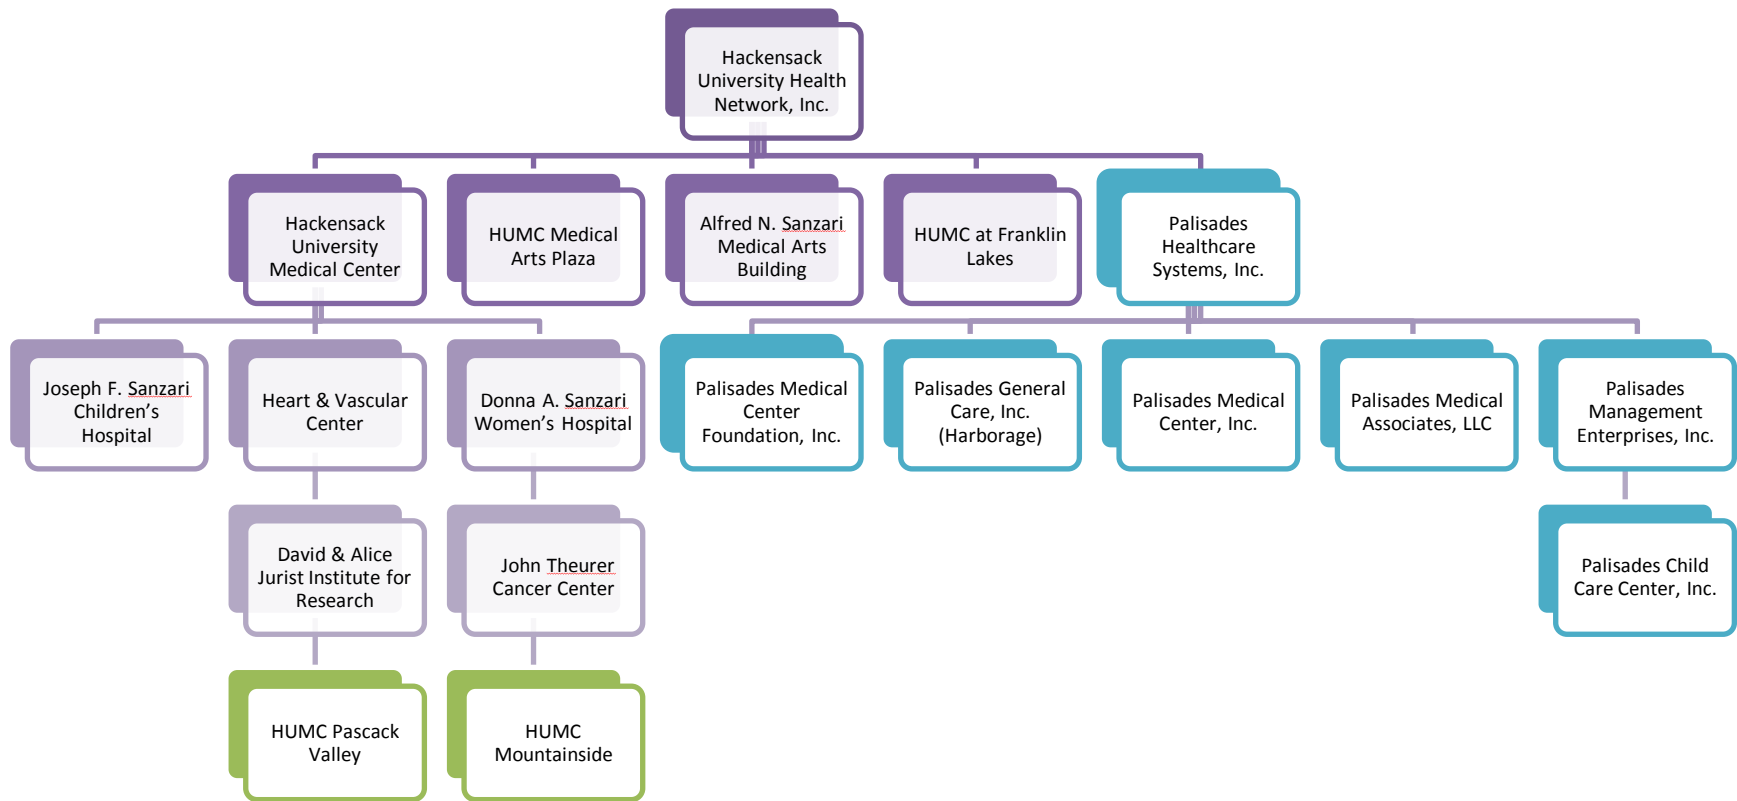 Hackensack
University Health
Network, Inc.
Hackensack
University
Medical Center
HUMC Medical
Arts Plaza
Alfred N. Sanzari
Medical Arts
Building
HUMC at Franklin
Lakes
Palisades
Healthcare
Systems, Inc.
Joseph F. Sanzari
Children’s
Hospital
Heart & Vascular
Center
Donna A. Sanzari
Women’s Hospital
Palisades Medical
Center
Foundation, Inc.
Palisades General
Care, Inc.
(Harborage)
Palisades Medical
Center, Inc.
Palisades Medical
Associates, LLC
Palisades
Management
Enterprises, Inc.
David & Alice
Jurist Institute for
Research
John Theurer
Cancer Center
Palisades Child
Care Center, Inc.
HUMC Pascack
Valley
HUMC
Mountainside